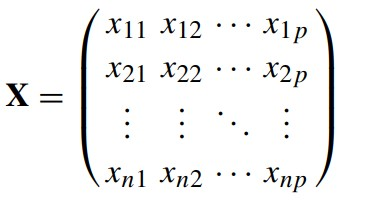 X = ( x11 x12 ⋯ x1p
x21 x22 ⋯ x2p
⋮ ⋮ ⋱ ⋮
xn1 xn2 ⋯ xnp )